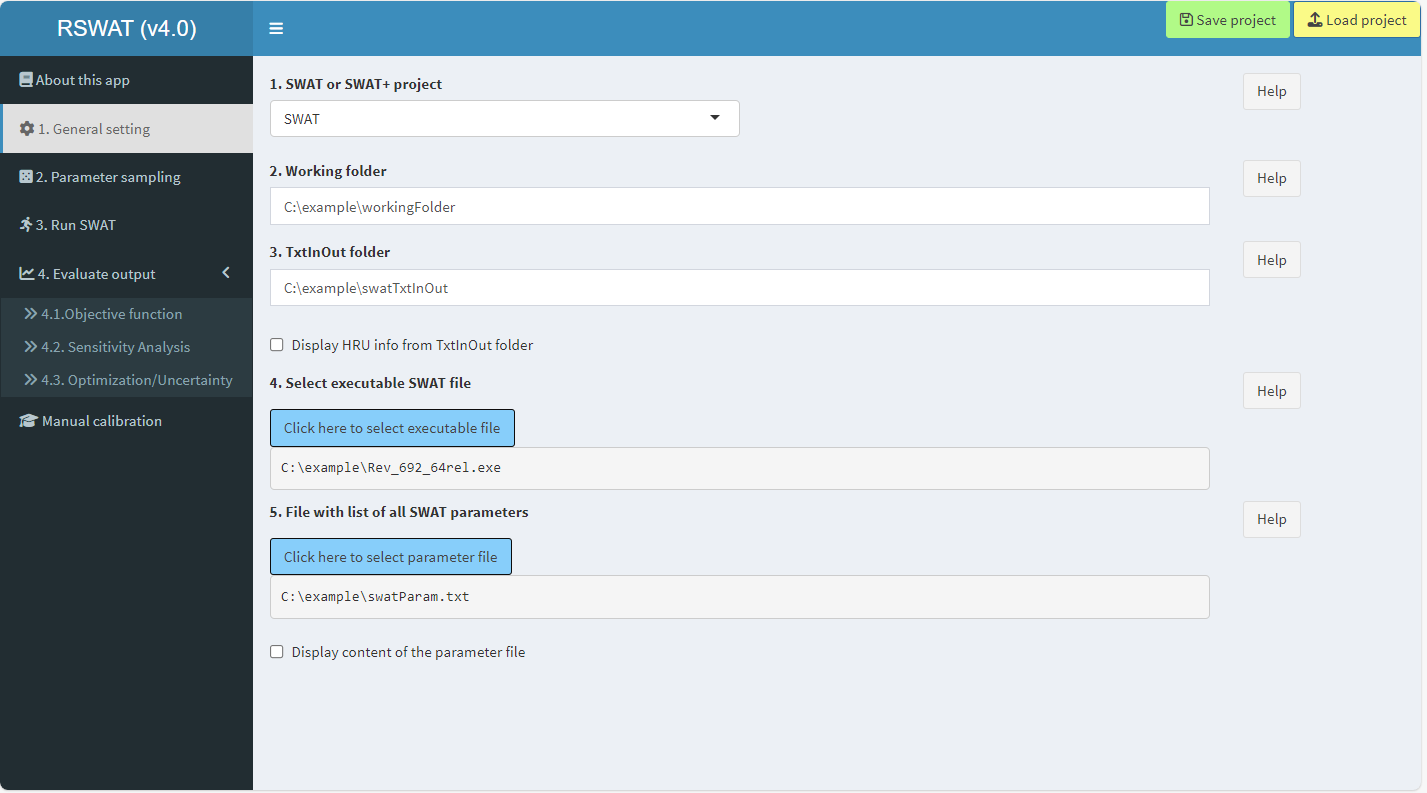 RSWAT (v4.0)
Save project
Load project
About this app
1. General setting
2. Parameter sampling
3. Run SWAT
4. Evaluate output
4.1.Objective function
4.2. Sensitivity Analysis
4.3. Optimization/Uncertainty
Manual calibration
1. SWAT or SWAT+ project
Help
SWAT
2. Working folder
Help
C:\example\workingFolder
3. TxtInOut folder
Help
C:\example\swatTxtInOut
Display HRU info from TxtInOut folder
4. Select executable SWAT file
Help
Click here to select executable file
C:\example\Rev_692_64rel.exe
5. File with list of all SWAT parameters
Help
Click here to select parameter file
C:\example\swatParam.txt
Display content of the parameter file